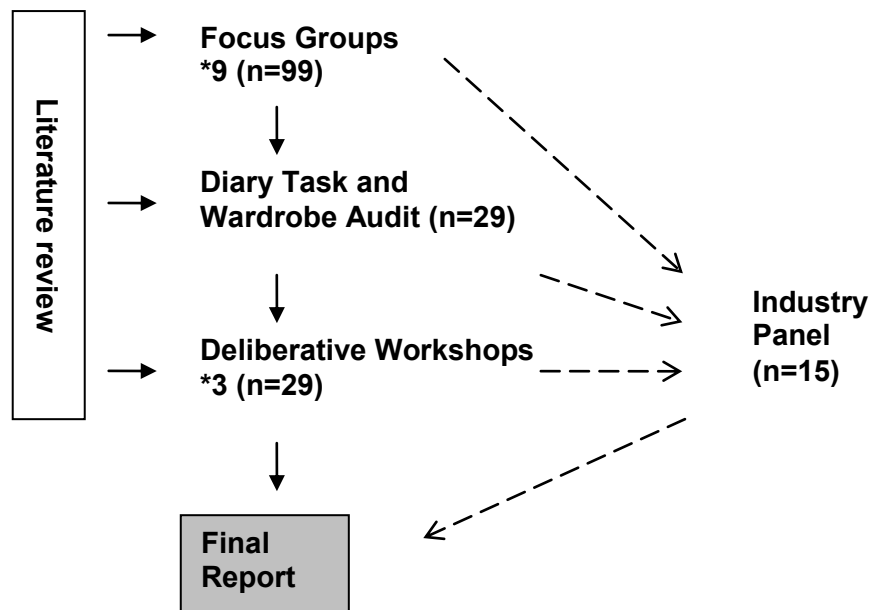 Literature review
Focus Groups
*9 (n=99)
Diary Task and
Wardrobe Audit (n=29)
Deliberative Workshops
*3 (n=29)
Industry
Panel
(n=15)
Final
Report